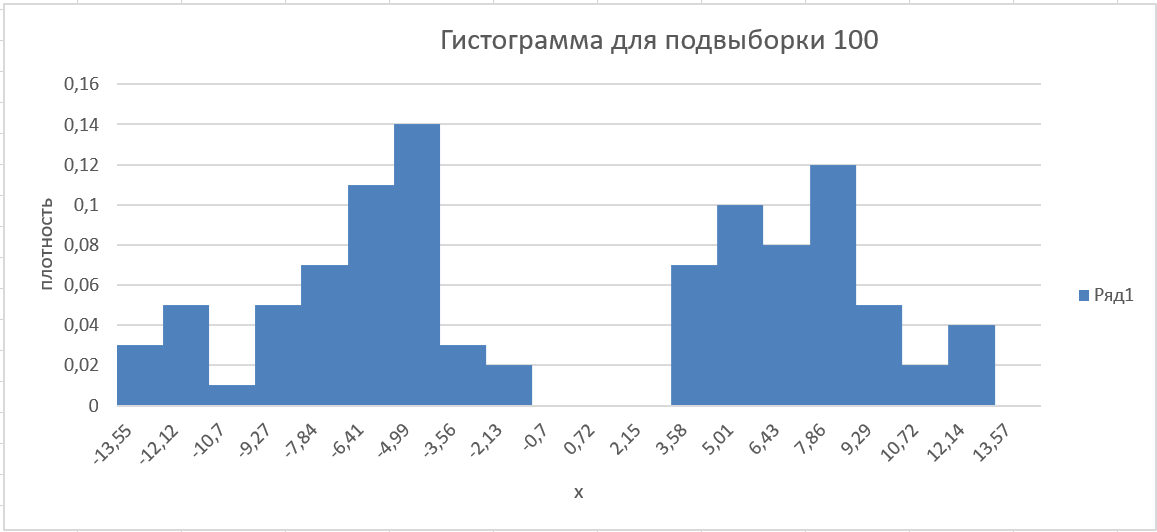 Гистограмма для подвыборки 100
0,16
0,14
0,12
0,1
0,08
0,06
0,04
0,02
0
плотность
-13,55 -12,12 -10,7 -9,27 -7,84 -6,41 -4,99 -3,56 -2,13 -0,7 0,72 2,15 3,58 5,01 6,43 7,86 9,29 10,72 12,14 13,57
x
Ряд1